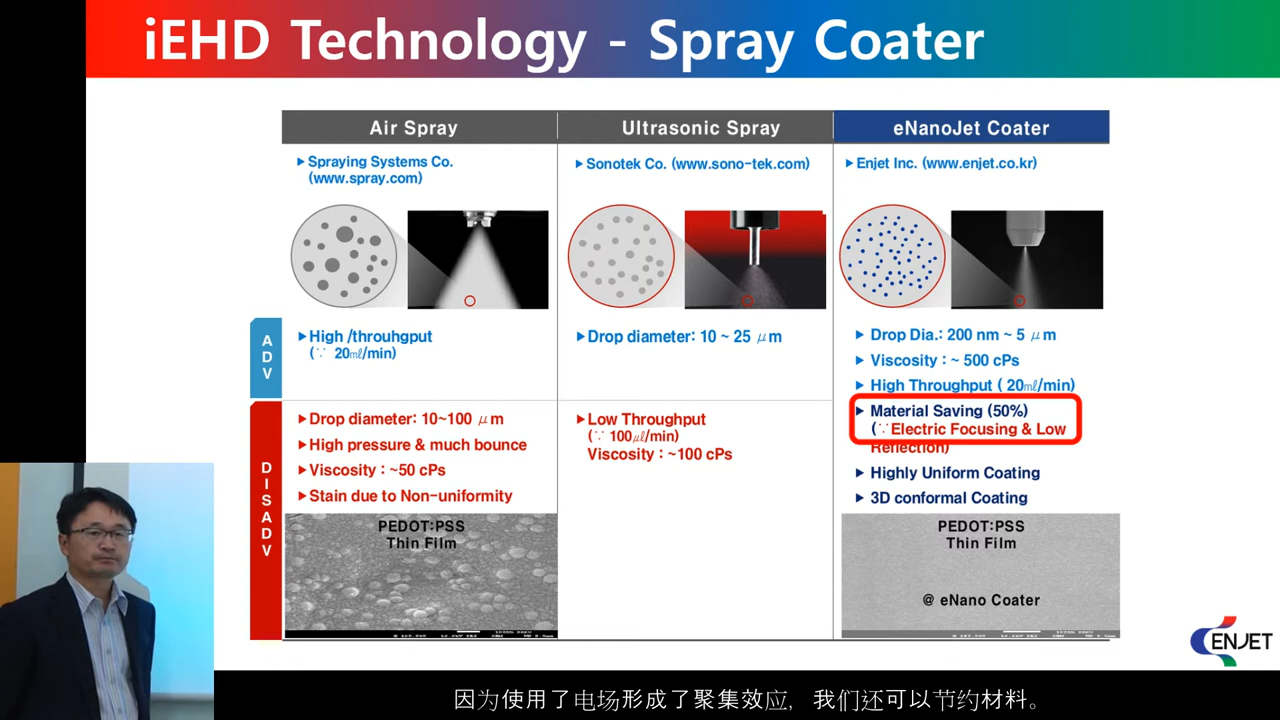 iEHD Technology - Spray Coater
Air Spray
Ultrasonic Spray
eNanoJet Coater
Spraying Systems Co.
(www.spray.com)
Sonotek Co. (www.sono-tek.com)
Enjet Inc. (www.enjet.co.kr)
ADV
High /throuhgput
(∵ 20㎖/min)
Drop diameter: 10 ~ 25 μm
Drop Dia.: 200 nm ~ 5 μm
Viscosity : ~ 500 cPs
High Throughput ( 20㎖/min)
Material Saving (50%)
(∵Electric Focusing & Low
Reflection)
Highly Uniform Coating
3D conformal Coating
DISADV
Drop diameter: 10~100 μm
High pressure & much bounce
Viscosity : ~50 cPs
Stain due to Non-uniformity
Low Throughput
(∵ 100㎕/min)
Viscosity : ~100 cPs
PEDOT:PSS
Thin Film
PEDOT:PSS
Thin Film
@ eNano Coater
ENJET
因为使用了电场形成了聚集效应，我们还可以节约材料。